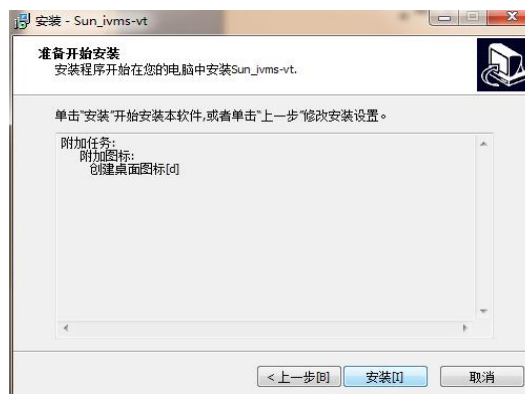 安装 - Sun_ivms-vt
准备开始安装
安装程序开始在您的电脑中安装Sun_ivms-vt.
单击"安装"开始安装本软件,或者单击"上一步"修改安装设置。
附加任务:
附加图标:
创建桌面图标[d]
<上一步[B]
安装[I]
取消